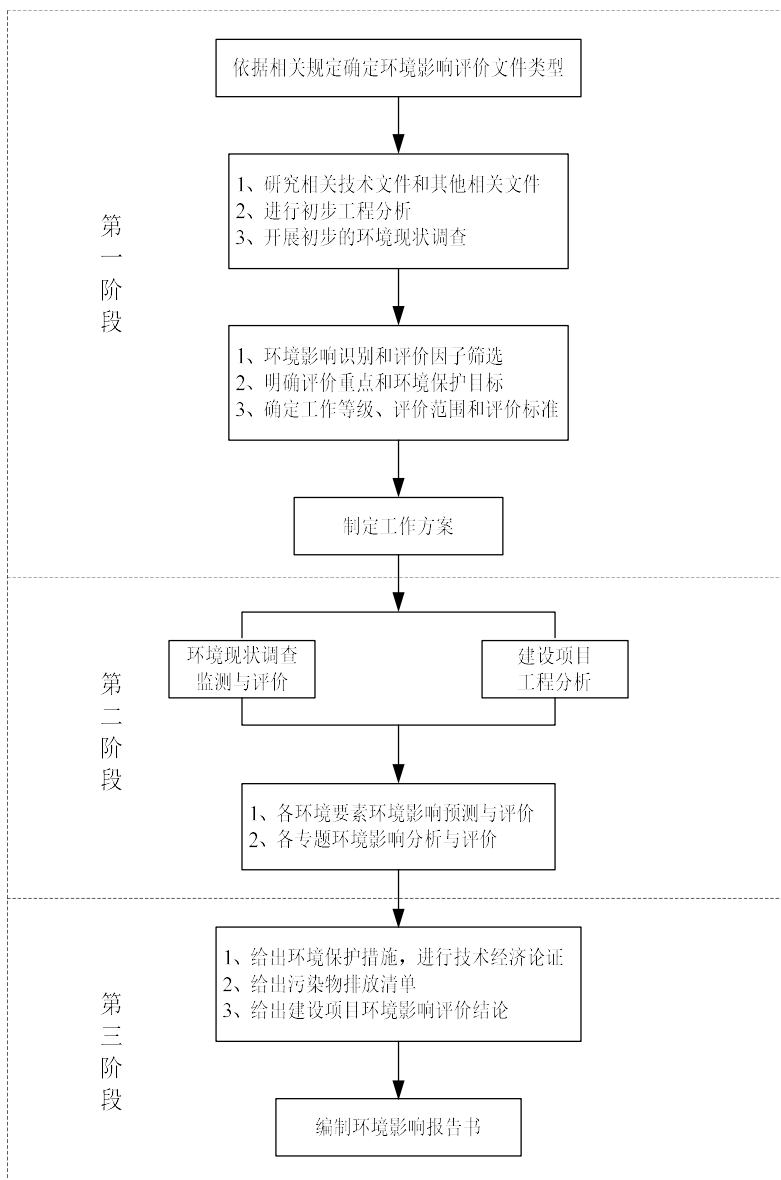 依据相关规定确定环境影响评价文件类型
1、研究相关技术文件和其他相关文件
2、进行初步工程分析
3、开展初步的环境现状调查
第一阶段
1、环境影响识别和评价因子筛选
2、明确评价重点和环境保护目标
3、确定工作等级、评价范围和评价标准
制定工作方案
第二阶段
环境现状调查
监测与评价
建设项目
工程分析
1、各环境要素环境影响预测与评价
2、各专题环境影响分析与评价
第三阶段
1、给出环境保护措施，进行技术经济论证
2、给出污染物排放清单
3、给出建设项目环境影响评价结论
编制环境影响报告书